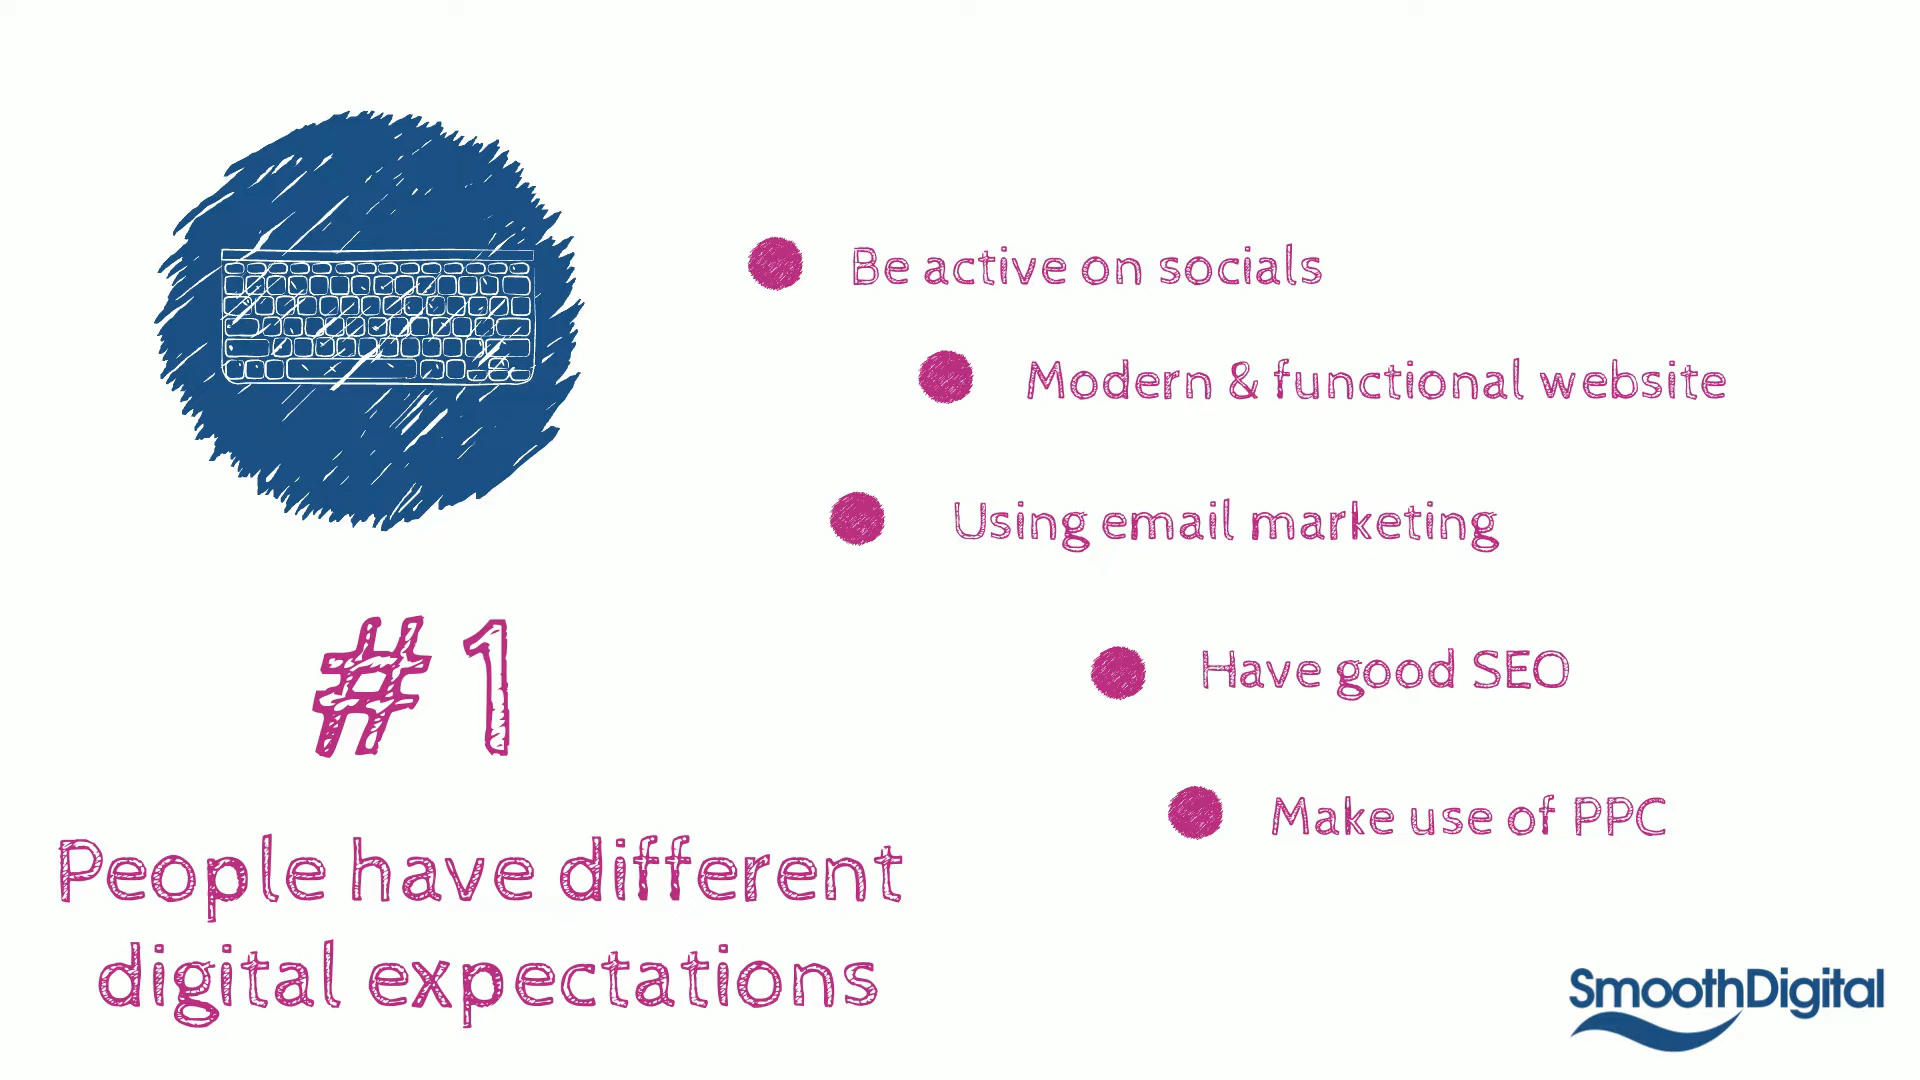 Be active on socials
Modern & functional website
Using email marketing
Have good SEO
Make use of PPC
#1
People have different
digital expectations
SmoothDigital